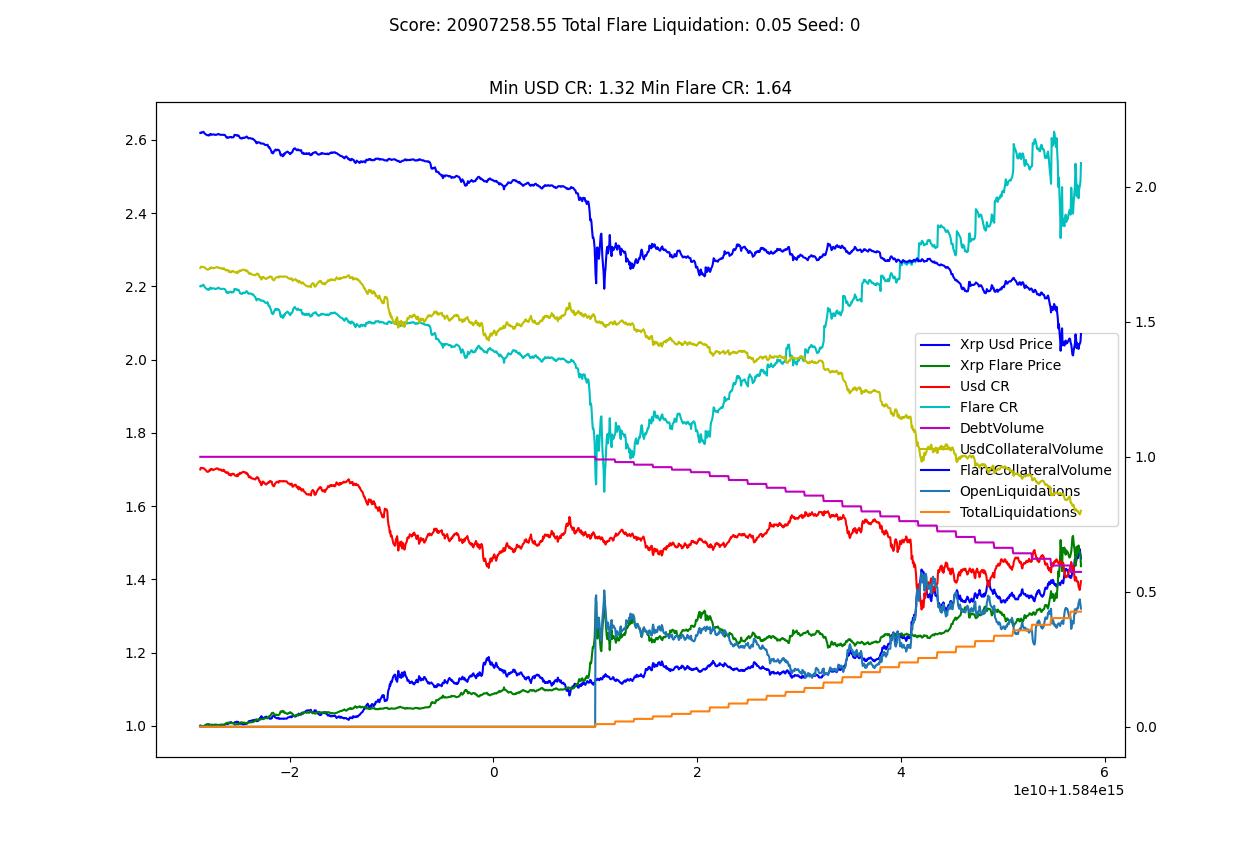 Score: 20907258.55 Total Flare Liquidation: 0.05 Seed: 0
Min USD CR: 1.32 Min Flare CR: 1.64
2.6
2.4
2.2
2.0
1.8
1.6
1.4
1.2
1.0
2.0
1.5
1.0
0.5
0.0
Xrp Usd Price
Xrp Flare Price
Usd CR
Flare CR
DebtVolume
UsdCollateralVolume
FlareCollateralVolume
OpenLiquidations
TotalLiquidations
−2
0
2
4
6
1e10+1.584e15